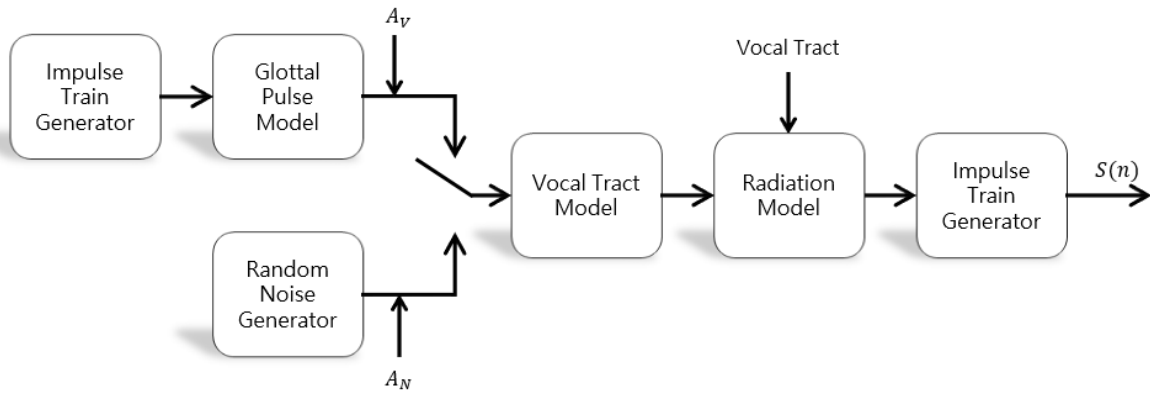 A_V
Vocal Tract
Impulse
Train
Generator
Glottal
Pulse
Model
Vocal Tract
Model
Radiation
Model
Impulse
Train
Generator
S(n)
Random
Noise
Generator
A_N